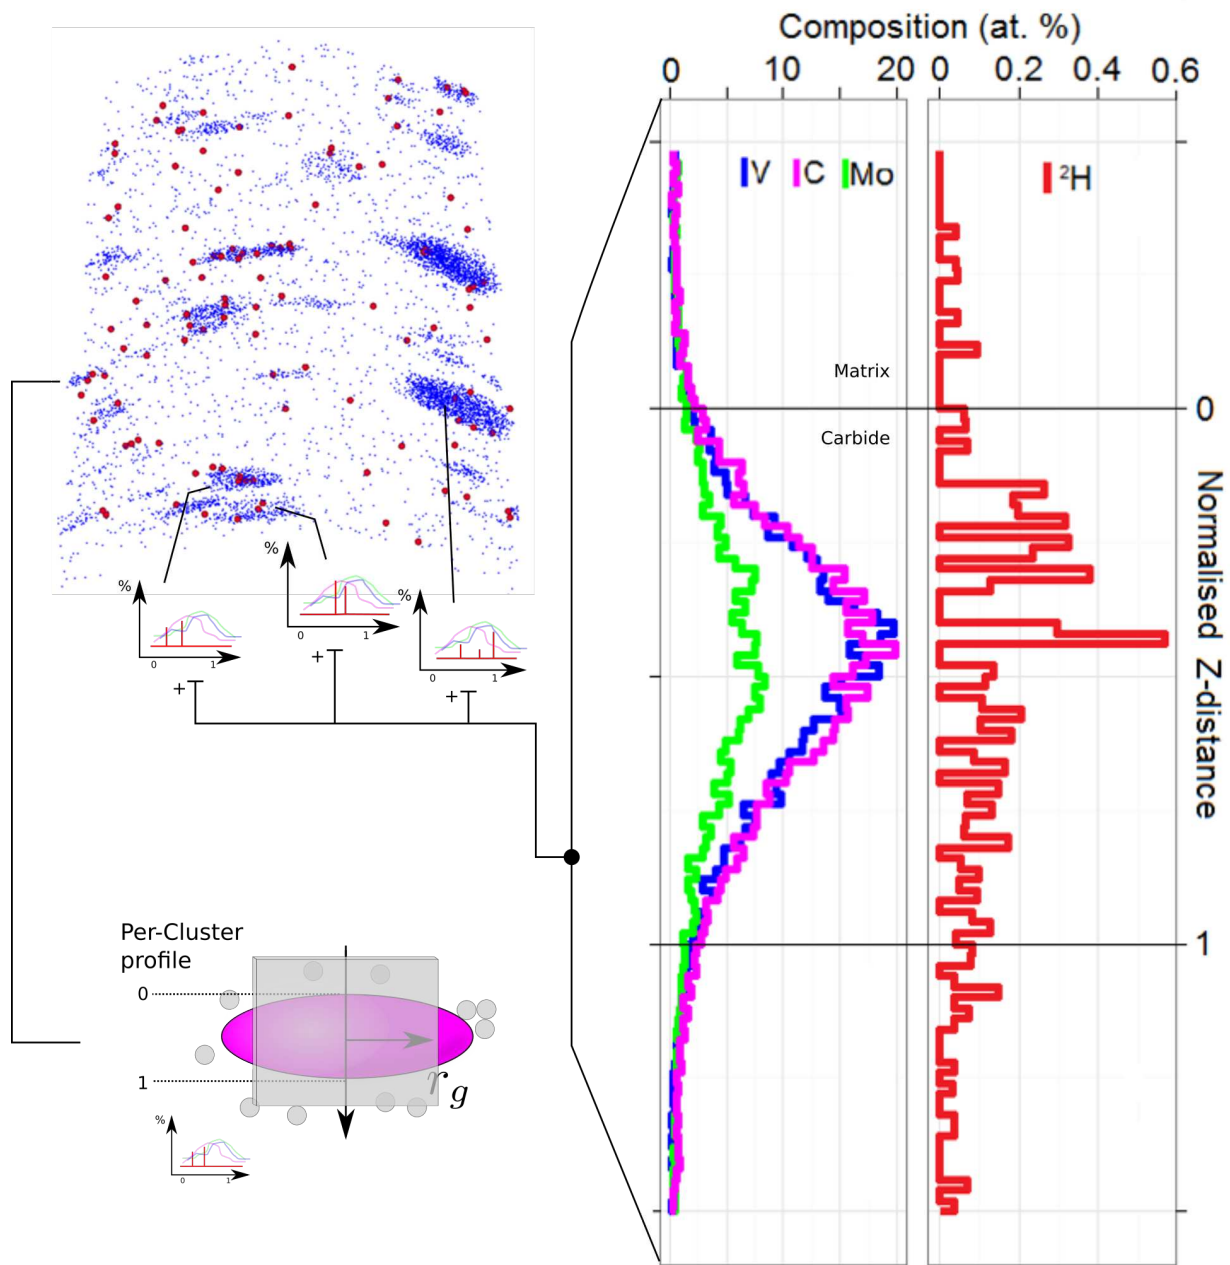 Composition (at. %)
0 10 20 0 0.2 0.4 0.6
V C Mo ²H
Matrix
0
Carbide
Normalised Z-distance
1
%
0 1
+
%
0 1
+
%
0 1
+
Per-Cluster
profile
0
1
r g
%
0 1